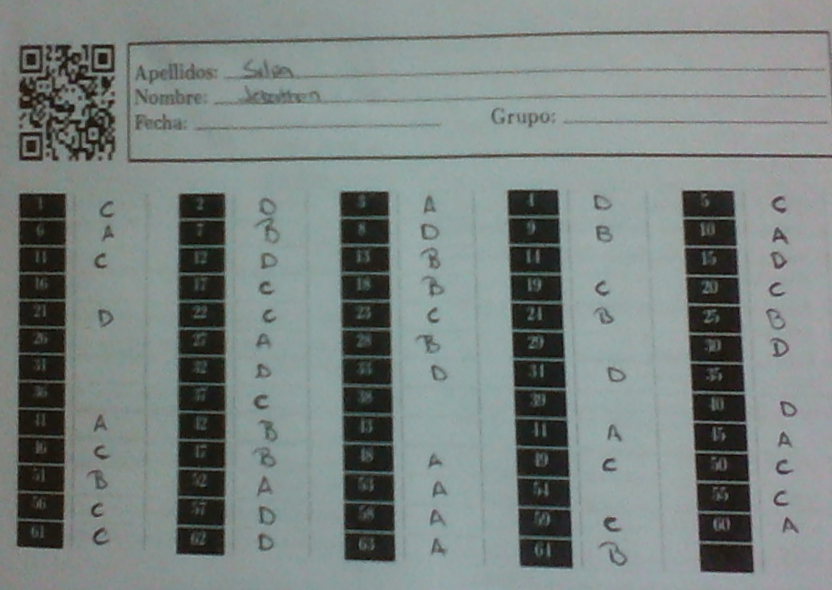 Apellidos: Silva
Nombre: Jonathan
Fecha: Grupo:
1 C 2 D 3 A 4 D 5 C
6 A 7 B 8 D 9 B 10 A
11 C 12 D 13 B 14 15 D
16 17 C 18 B 19 C 20 C
21 D 22 C 23 C 24 B 25 B
26 27 A 28 B 29 30 D
31 32 D 33 D 34 D 35
36 37 C 38 39 40 D
41 A 42 B 43 44 A 45 A
46 C 47 B 48 A 49 C 50 C
51 B 52 A 53 A 54 55 C
56 C 57 D 58 A 59 C 60 A
61 C 62 D 63 A 64 B